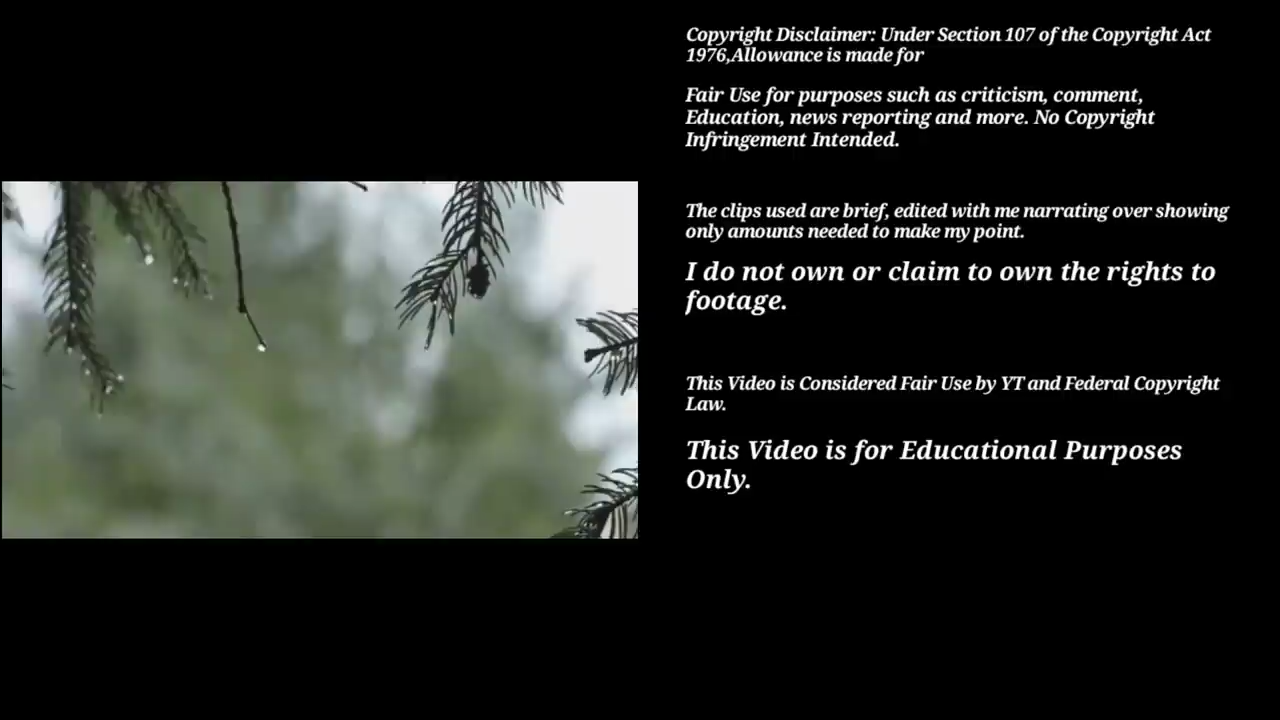 Copyright Disclaimer: Under Section 107 of the Copyright Act
1976,Allowance is made for
Fair Use for purposes such as criticism, comment,
Education, news reporting and more. No Copyright
Infringement Intended.
The clips used are brief, edited with me narrating over showing
only amounts needed to make my point.
I do not own or claim to own the rights to
footage.
This Video is Considered Fair Use by YT and Federal Copyright
Law.
This Video is for Educational Purposes
Only.